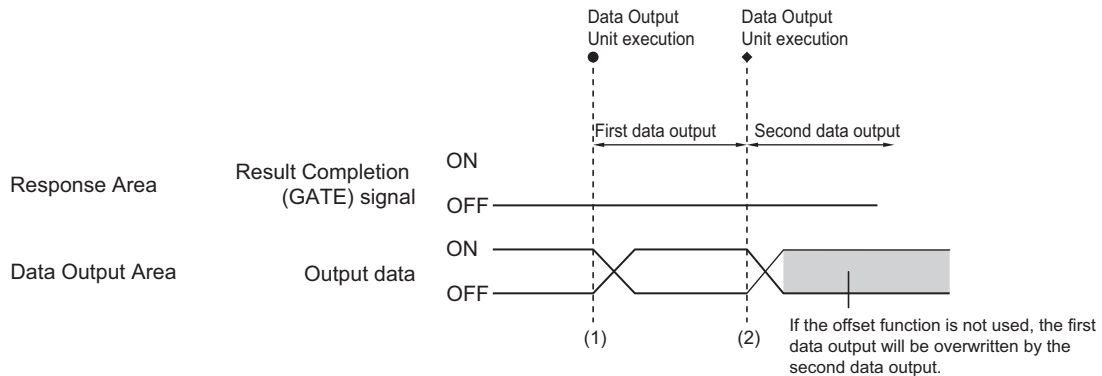 Data Output
Unit execution
Data Output
Unit execution
First data output
Second data output
Response Area
Result Completion
(GATE) signal
ON
OFF
Data Output Area
Output data
ON
OFF
(1)
(2)
If the offset function is not used, the first
data output will be overwritten by the
second data output.